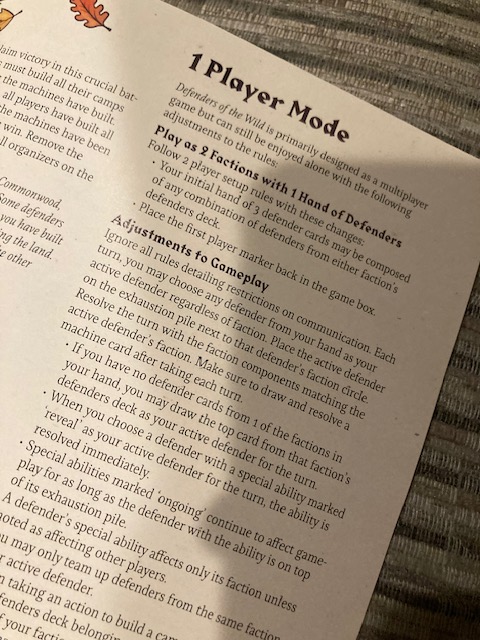 laim victory in this crucial bat-
must build all their camps
the machines have built.
all players have built all
the machines have been
win. Remove the
ll organizers on the
Commonwood.
Some defenders
you have built
ing the land.
e other
1 Player Mode
Defenders of the Wild is primarily designed as a multiplayer
game but can still be enjoyed alone with the following
adjustments to the rules:
Play as 2 Factions with 1 Hand of Defenders
Follow 2 player setup rules with these changes:
· Your initial hand of 3 defender cards may be composed
of any combination of defenders from either faction's
defenders deck.
· Place the first player marker back in the game box.
Adjustments to Gameplay
Ignore all rules detailing restrictions on communication. Each
turn, you may choose any defender from your hand as your
active defender regardless of faction. Place the active defender
on the exhaustion pile next to that defender's faction circle.
Resolve the turn with the faction components matching the
active defender's faction. Make sure to draw and resolve a
machine card after taking each turn.
· If you have no defender cards from 1 of the factions in
your hand, you may draw the top card from that faction's
defenders deck as your active defender for the turn.
· When you choose a defender with a special ability marked
'reveal' as your active defender for the turn, the ability is
resolved immediately.
· Special abilities marked 'ongoing' continue to affect game-
play for as long as the defender with the ability is on top
of its exhaustion pile.
A defender's special ability affects only its faction unless
noted as affecting other players.
u may only team up defenders from the same faction
r active defender.
n taking an action to build a cam
fenders deck belongin
f your factio